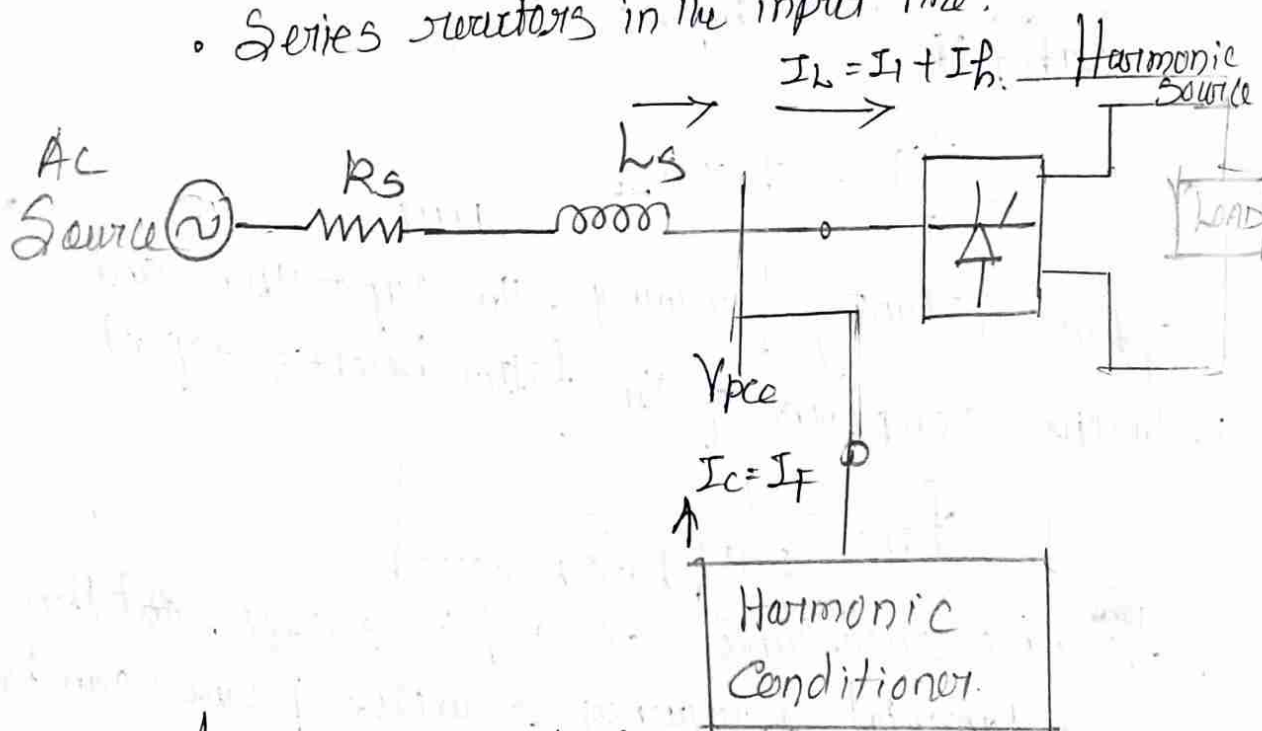 • Series reactors in the input line.
IL = I1 + Ih.
Harmonic
Source
AC
Source
Rs
Ls
LOAD
Vpcc
Ic = IF
Harmonic
Conditioner.